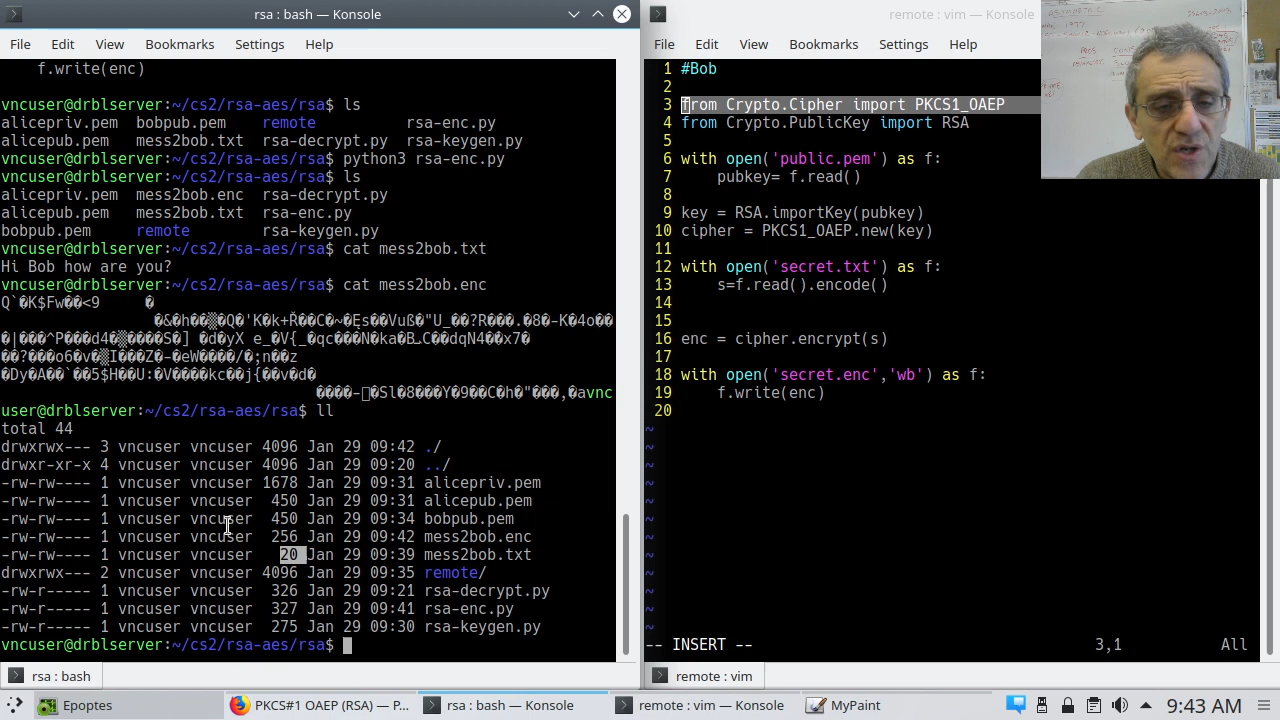 rsa : bash — Konsole
File Edit View Bookmarks Settings Help
    f.write(enc)
vncuser@drblserver:~/cs2/rsa-aes/rsa$ ls
alicepriv.pem  bobpub.pem    remote          rsa-enc.py
alicepub.pem   mess2bob.txt  rsa-decrypt.py  rsa-keygen.py
vncuser@drblserver:~/cs2/rsa-aes/rsa$ python3 rsa-enc.py
vncuser@drblserver:~/cs2/rsa-aes/rsa$ ls
alicepriv.pem  mess2bob.enc  rsa-decrypt.py
alicepub.pem   mess2bob.txt  rsa-enc.py
bobpub.pem     remote        rsa-keygen.py
vncuser@drblserver:~/cs2/rsa-aes/rsa$ cat mess2bob.txt
Hi Bob how are you?
vncuser@drblserver:~/cs2/rsa-aes/rsa$ cat mess2bob.enc
vnc
user@drblserver:~/cs2/rsa-aes/rsa$ ll
total 44
drwxrwx--- 3 vncuser vncuser 4096 Jan 29 09:42 ./
drwxr-xr-x 4 vncuser vncuser 4096 Jan 29 09:20 ../
-rw-rw---- 1 vncuser vncuser 1678 Jan 29 09:31 alicepriv.pem
-rw-rw---- 1 vncuser vncuser  450 Jan 29 09:31 alicepub.pem
-rw-rw---- 1 vncuser vncuser  450 Jan 29 09:34 bobpub.pem
-rw-rw---- 1 vncuser vncuser  256 Jan 29 09:42 mess2bob.enc
-rw-rw---- 1 vncuser vncuser   20 Jan 29 09:39 mess2bob.txt
drwxrwx--- 2 vncuser vncuser 4096 Jan 29 09:35 remote/
-rw-r----- 1 vncuser vncuser  326 Jan 29 09:21 rsa-decrypt.py
-rw-r----- 1 vncuser vncuser  327 Jan 29 09:41 rsa-enc.py
-rw-r----- 1 vncuser vncuser  275 Jan 29 09:30 rsa-keygen.py
vncuser@drblserver:~/cs2/rsa-aes/rsa$
rsa : bash
remote : vim — Konsole
File Edit View Bookmarks Settings Help
1 #Bob
2
3 from Crypto.Cipher import PKCS1_OAEP
4 from Crypto.PublicKey import RSA
5
6 with open('public.pem') as f:
7     pubkey= f.read()
8
9 key = RSA.importKey(pubkey)
10 cipher = PKCS1_OAEP.new(key)
11
12 with open('secret.txt') as f:
13     s=f.read().encode()
14
15
16 enc = cipher.encrypt(s)
17
18 with open('secret.enc','wb') as f:
19     f.write(enc)
20
~
~
~
~
~
~
~
~
~
~
~
~
-- INSERT -- 3,1 All
remote : vim
Epoptes PKCS#1 OAEP (RSA) — P... rsa : bash — Konsole remote : vim — Konsole MyPaint 9:43 AM